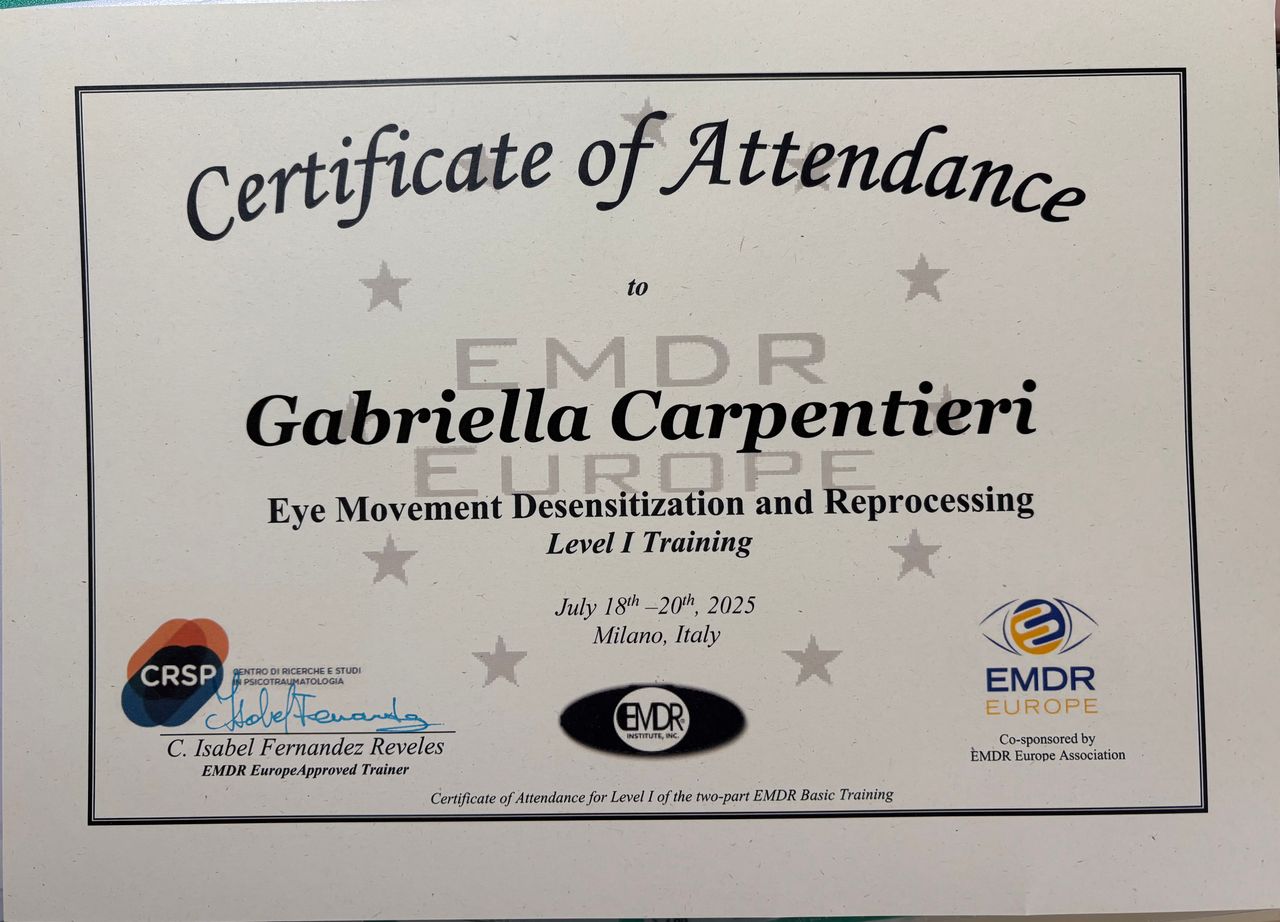 Certificate of Attendance
to
EMDR
Gabriella Carpentieri
EUROPE
Eye Movement Desensitization and Reprocessing
Level I Training
July 18th –20th, 2025
Milano, Italy
CRSP
CENTRO DI RICERCHE E STUDI
IN PSICOTRAUMATOLOGIA
Isabel Fernandez
C. Isabel Fernandez Reveles
EMDR EuropeApproved Trainer
EMDR®
INSTITUTE, INC.
EMDR
EUROPE
Co-sponsored by
EMDR Europe Association
Certificate of Attendance for Level I of the two-part EMDR Basic Training